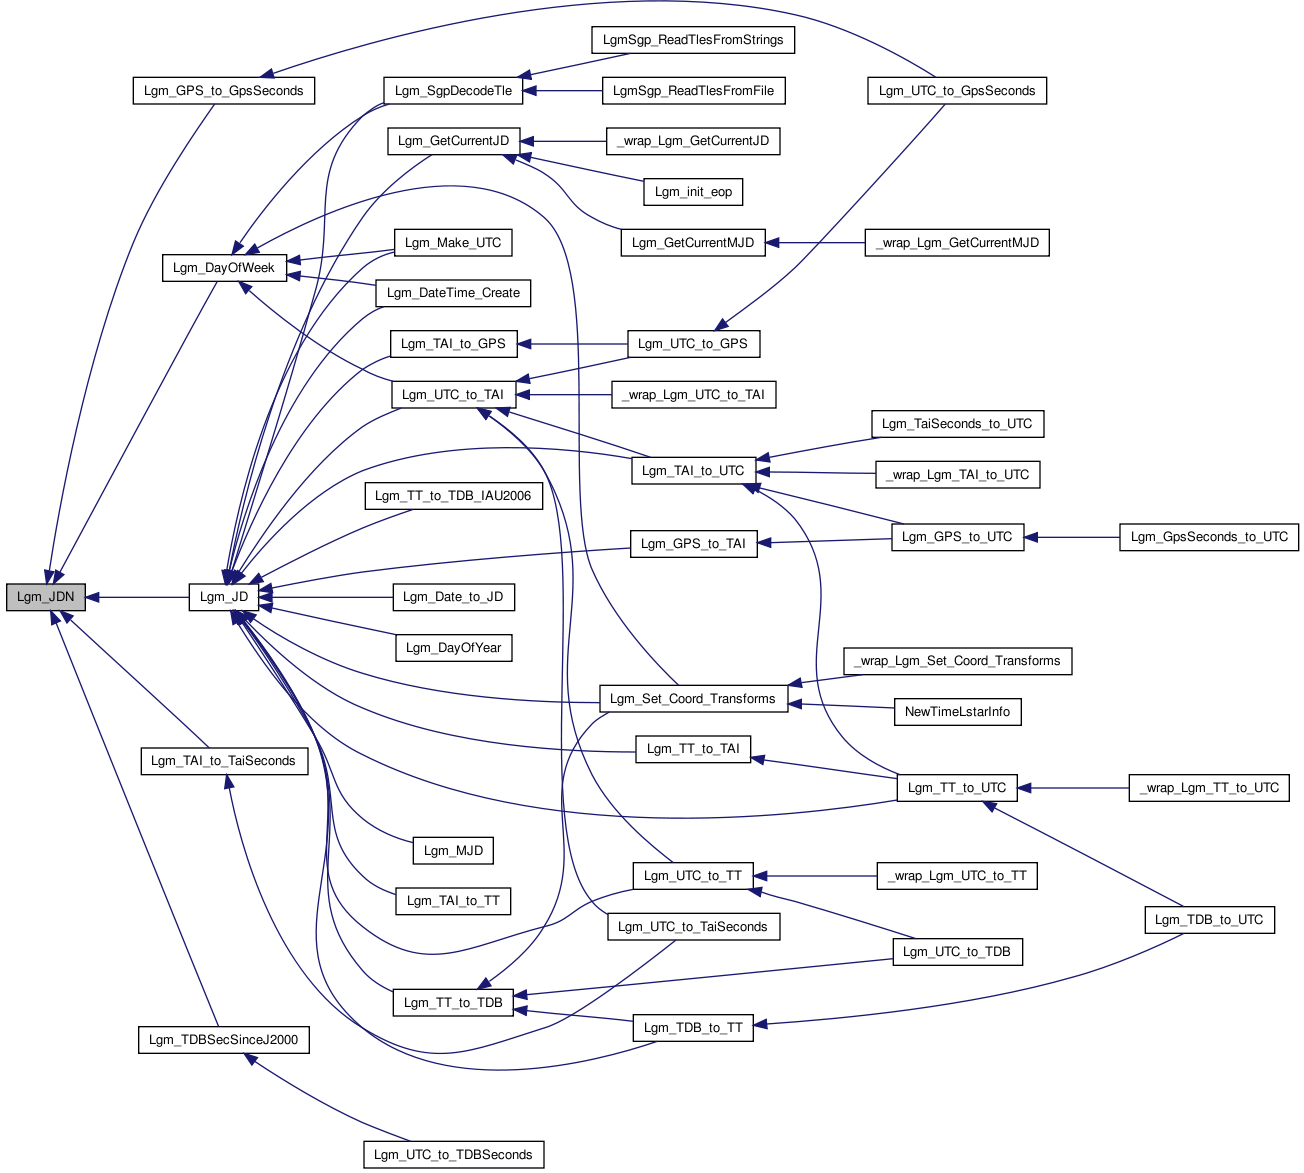 LgmSgp_ReadTlesFromStrings
Lgm_GPS_to_GpsSeconds
Lgm_SgpDecodeTle
LgmSgp_ReadTlesFromFile
Lgm_UTC_to_GpsSeconds
Lgm_GetCurrentJD
_wrap_Lgm_GetCurrentJD
Lgm_init_eop
Lgm_Make_UTC
Lgm_GetCurrentMJD
_wrap_Lgm_GetCurrentMJD
Lgm_DayOfWeek
Lgm_DateTime_Create
Lgm_TAI_to_GPS
Lgm_UTC_to_GPS
Lgm_UTC_to_TAI
_wrap_Lgm_UTC_to_TAI
Lgm_TaiSeconds_to_UTC
Lgm_TAI_to_UTC
_wrap_Lgm_TAI_to_UTC
Lgm_TT_to_TDB_IAU2006
Lgm_GPS_to_TAI
Lgm_GPS_to_UTC
Lgm_GpsSeconds_to_UTC
Lgm_JDN
Lgm_JD
Lgm_Date_to_JD
Lgm_DayOfYear
_wrap_Lgm_Set_Coord_Transforms
Lgm_Set_Coord_Transforms
NewTimeLstarInfo
Lgm_TAI_to_TaiSeconds
Lgm_TT_to_TAI
Lgm_TT_to_UTC
_wrap_Lgm_TT_to_UTC
Lgm_MJD
Lgm_UTC_to_TT
_wrap_Lgm_UTC_to_TT
Lgm_TAI_to_TT
Lgm_UTC_to_TaiSeconds
Lgm_TDB_to_UTC
Lgm_UTC_to_TDB
Lgm_TT_to_TDB
Lgm_TDB_to_TT
Lgm_TDBSecSinceJ2000
Lgm_UTC_to_TDBSeconds